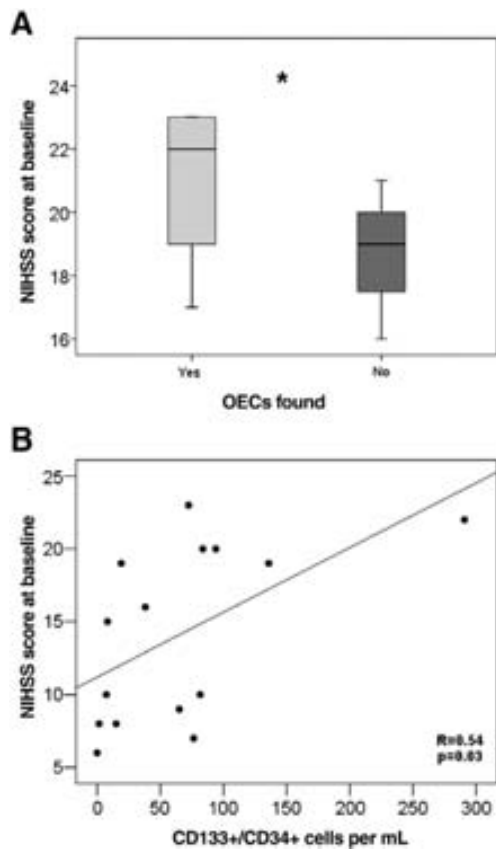 A
NIHSS score at baseline
24
22
20
18
16
*
Yes
No
OECs found
B
NIHSS score at baseline
25
20
15
10
5
R=0.54
p=0.03
0
50
100
150
200
250
300
CD133+/CD34+ cells per mL